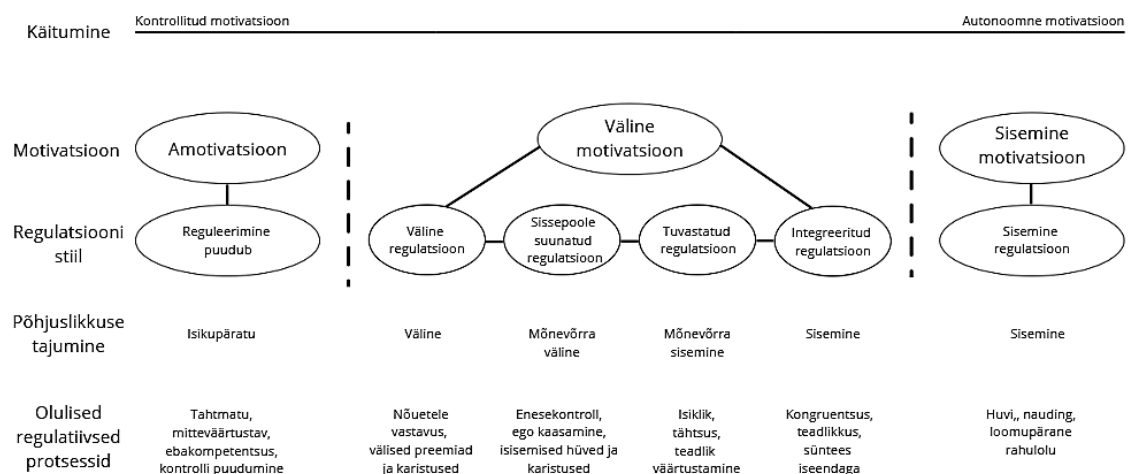 Käitumine
Kontrollitud motivatsioon
Autonoomne motivatsioon
Motivatsioon
Amotivatsioon
Väline
motivatsioon
Sisemine
motivatsioon
Regulatsiooni
stiil
Reguleerimine
puudub
Väline
regulatsioon
Sissepoole
suunatud
regulatsioon
Tuvastatud
regulatsioon
Integreeritud
regulatsioon
Sisemine
regulatsioon
Põhjuslikkuse
tajumine
Isikupäratu
Väline
Mõnevõrra
väline
Mõnevõrra
sisemine
Sisemine
Sisemine
Olulised
regulatiivsed
protsessid
Tahtmatu,
mitteväärtustav,
ebakompetentsus,
kontrolli puudumine
Nõuetele
vastavus,
välised preemiad
ja karistused
Enesekontroll,
ego kaasamine,
isisemised hüved ja
karistused
Isiklik,
tähtsus,
teadlik
väärtustamine
Kongruentsus,
teadlikkus,
süntees
iseendaga
Huvi,, nauding,
loomupärane
rahulolu